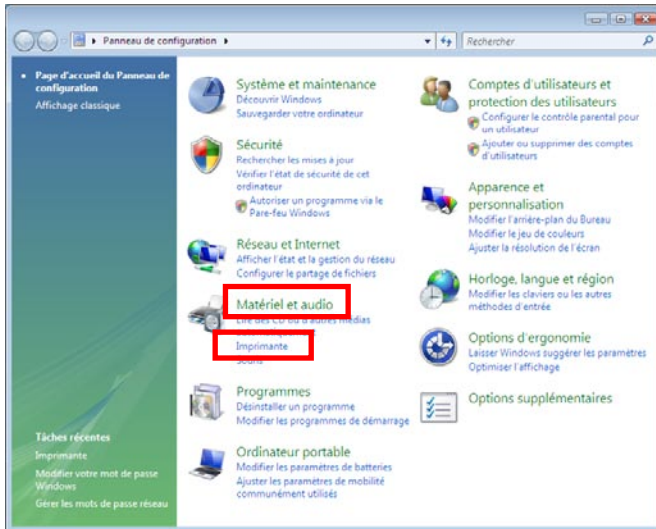 Panneau de configuration
Rechercher
Page d'accueil du Panneau de
configuration
Affichage classique
Tâches récentes
Imprimante
Modifier votre mot de passe
Windows
Gérer les mots de passe réseau
Système et maintenance
Découvrir Windows
Sauvegarder votre ordinateur
Sécurité
Rechercher les mises à jour
Vérifier l'état de sécurité de cet
ordinateur
Autoriser un programme via le
Pare-feu Windows
Réseau et Internet
Afficher l'état et la gestion du réseau
Configurer le partage de fichiers
Matériel et audio
Lire des CD ou d'autres médias
Imprimante
Souris
Programmes
Désinstaller un programme
Modifier les programmes de démarrage
Ordinateur portable
Modifier les paramètres de batteries
Ajuster les paramètres de mobilité
communément utilisés
Comptes d'utilisateurs et
protection des utilisateurs
Configurer le contrôle parental pour
un utilisateur
Ajouter ou supprimer des comptes
d'utilisateurs
Apparence et
personnalisation
Modifier l'arrière-plan du Bureau
Modifier le jeu de couleurs
Ajuster la résolution de l'écran
Horloge, langue et région
Modifier les claviers ou les autres
méthodes d'entrée
Options d'ergonomie
Laisser Windows suggérer les paramètres
Optimiser l'affichage
Options supplémentaires